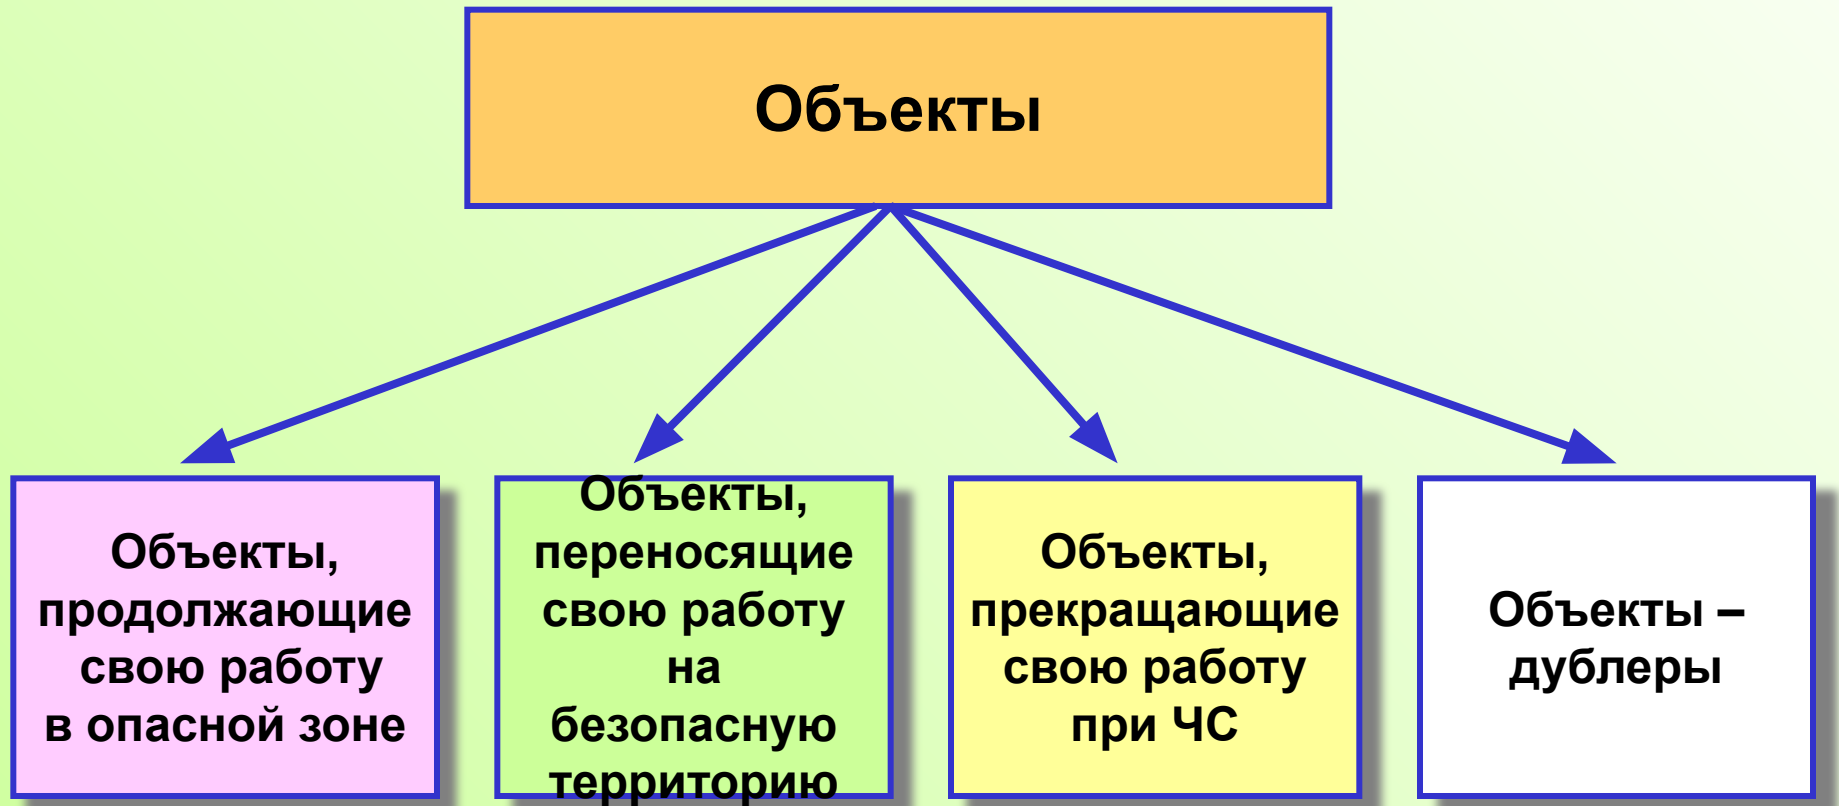 Объекты
Объекты,
продолжающие
свою работу
в опасной зоне
Объекты,
переносящие
свою работу
на
безопасную
территорию
Объекты,
прекращающие
свою работу
при ЧС
Объекты –
дублеры